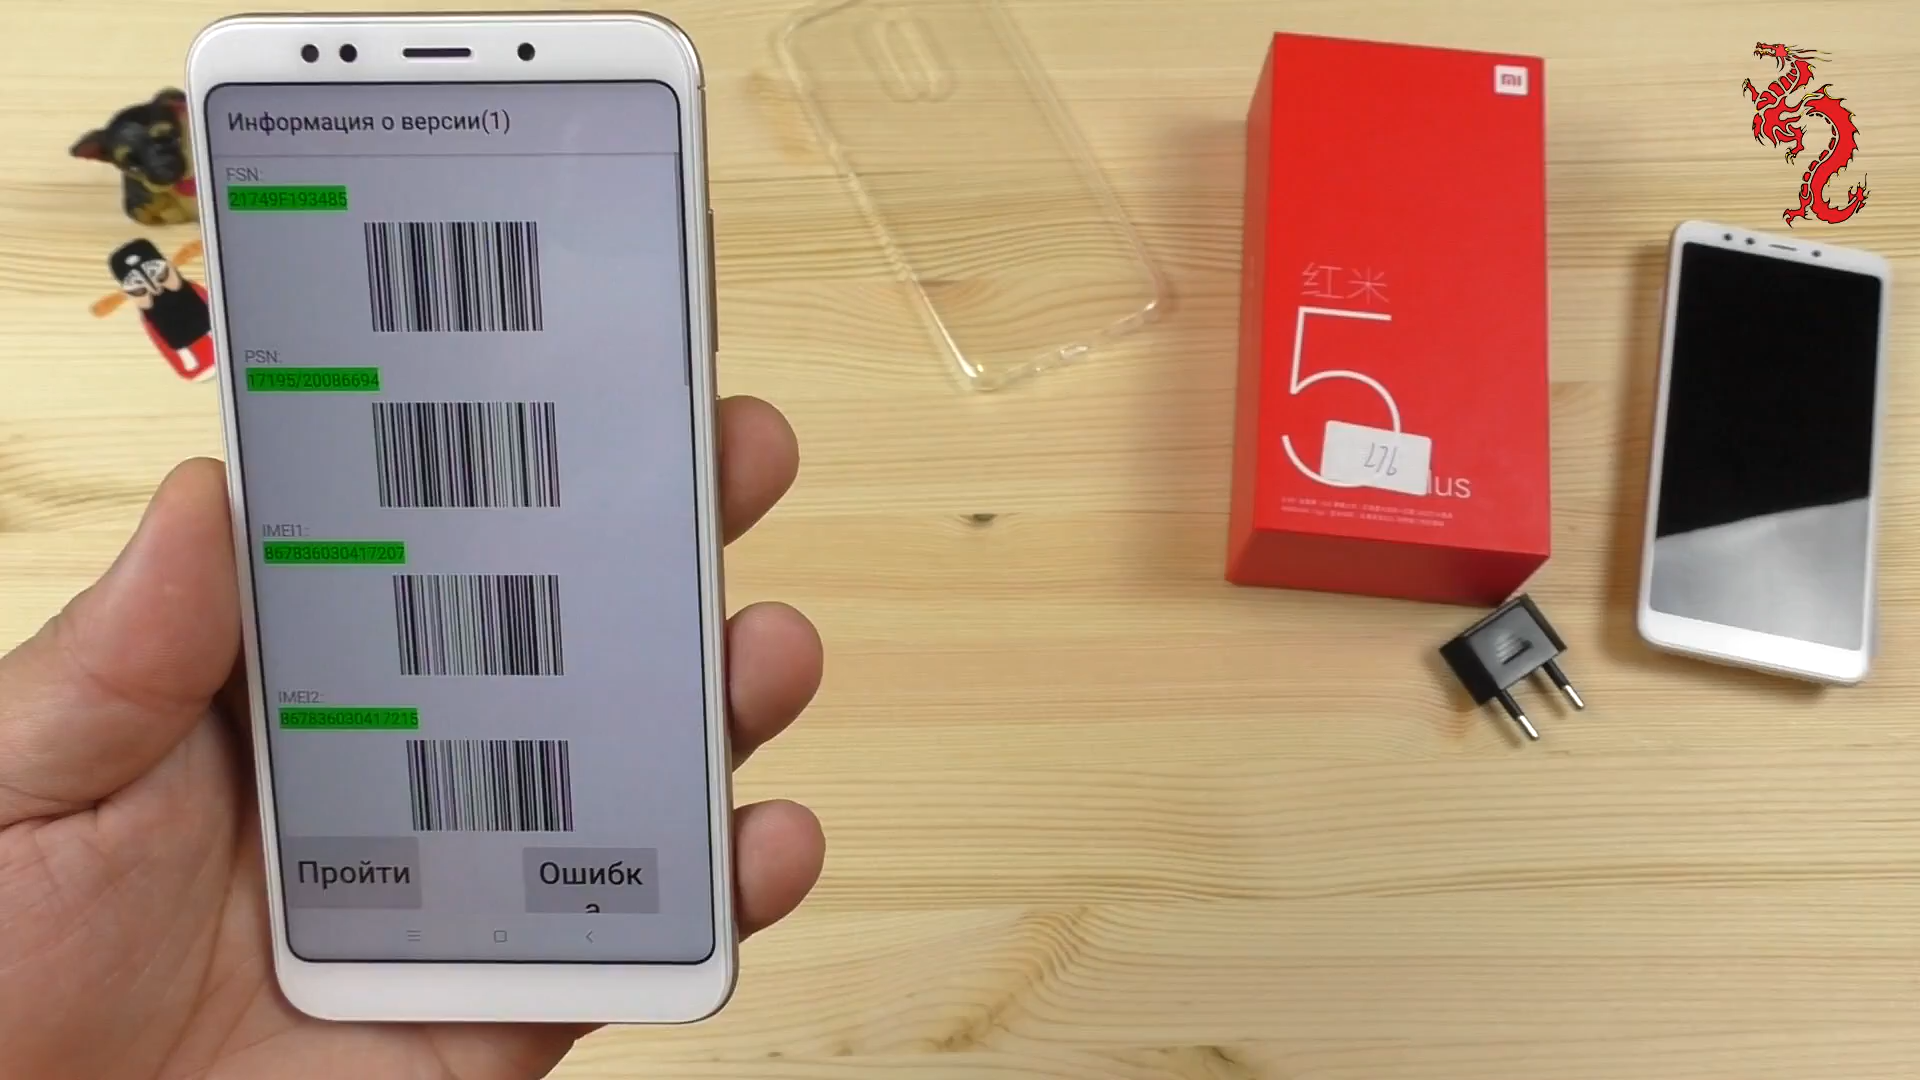 Информация о версии(1)
FSN:
21749F193485
PSN:
17195/20086694
IMEI1:
867836030417207
IMEI2:
867836030417215
Пройти
Ошибк
а
mi
红米
5
lus
976